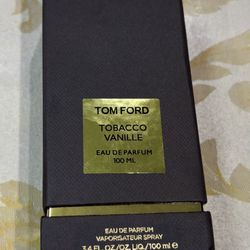 TOM FORD
TOBACCO
VANILLE
EAU DE PARFUM
100 ML
EAU DE PARFUM
VAPORISATEUR SPRAY
3.4 FL.OZ/OZ. LIQ/100 ml ℮